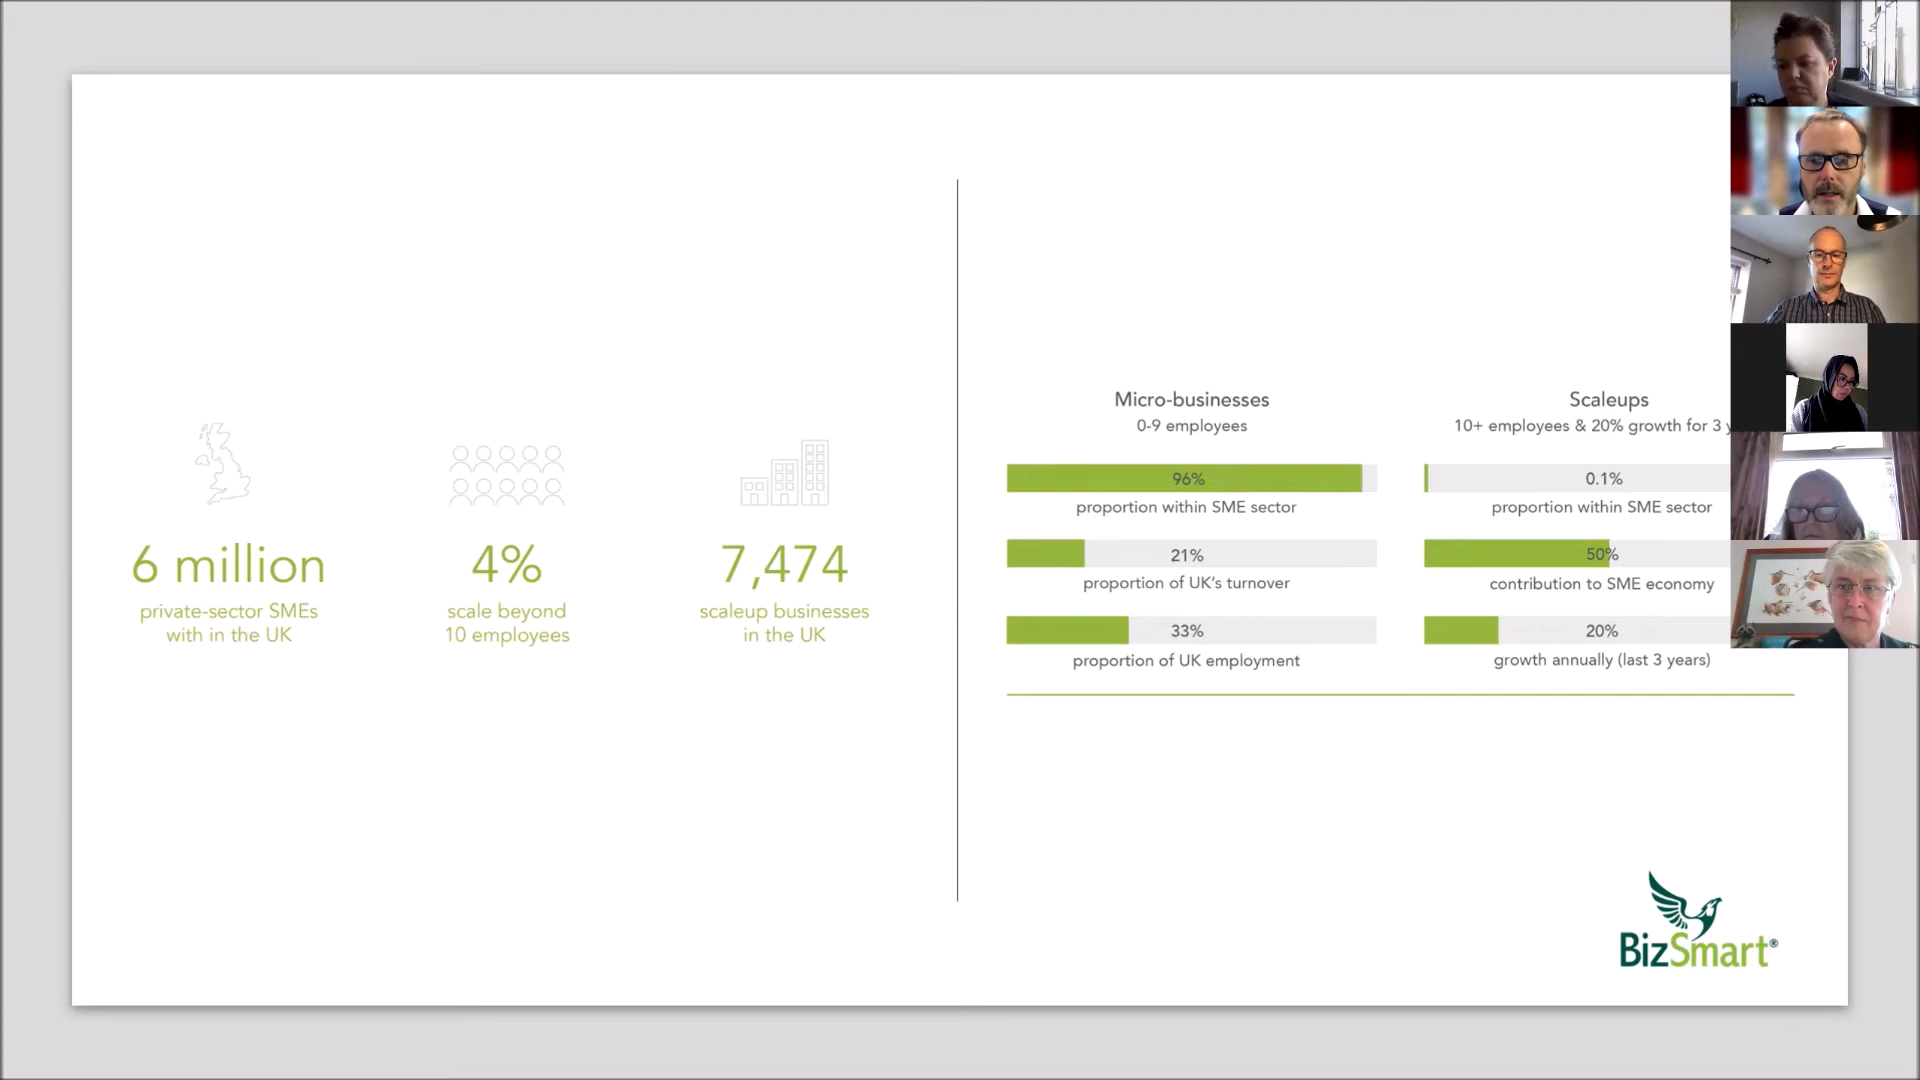 6 million
private-sector SMEs
with in the UK
4%
scale beyond
10 employees
7,474
scaleup businesses
in the UK
Micro-businesses
0-9 employees
96%
proportion within SME sector
21%
proportion of UK's turnover
33%
proportion of UK employment
Scaleups
10+ employees & 20% growth for 3
0.1%
proportion within SME sector
50%
contribution to SME economy
20%
growth annually (last 3 years)
BizSmart®